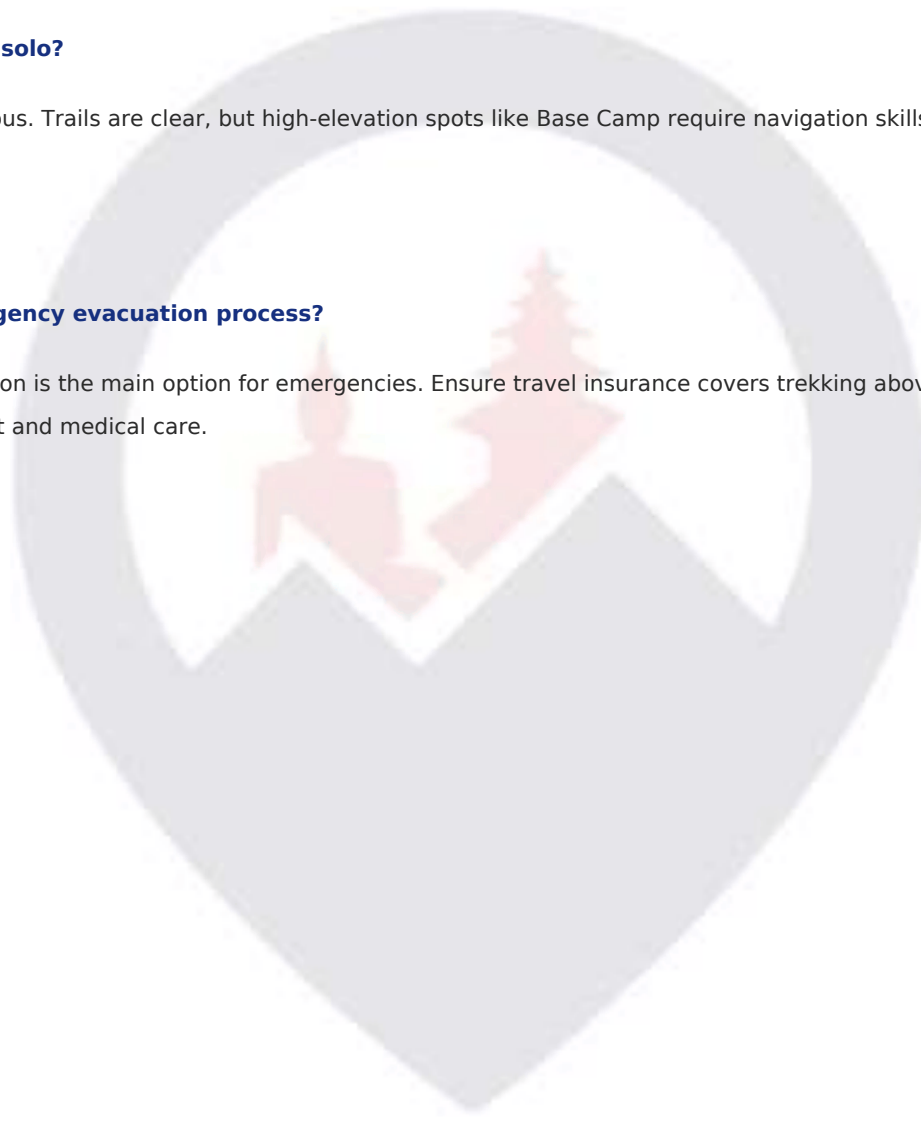 solo?
ous. Trails are clear, but high-elevation spots like Base Camp require navigation skills
gency evacuation process?
on is the main option for emergencies. Ensure travel insurance covers trekking abov
t and medical care.